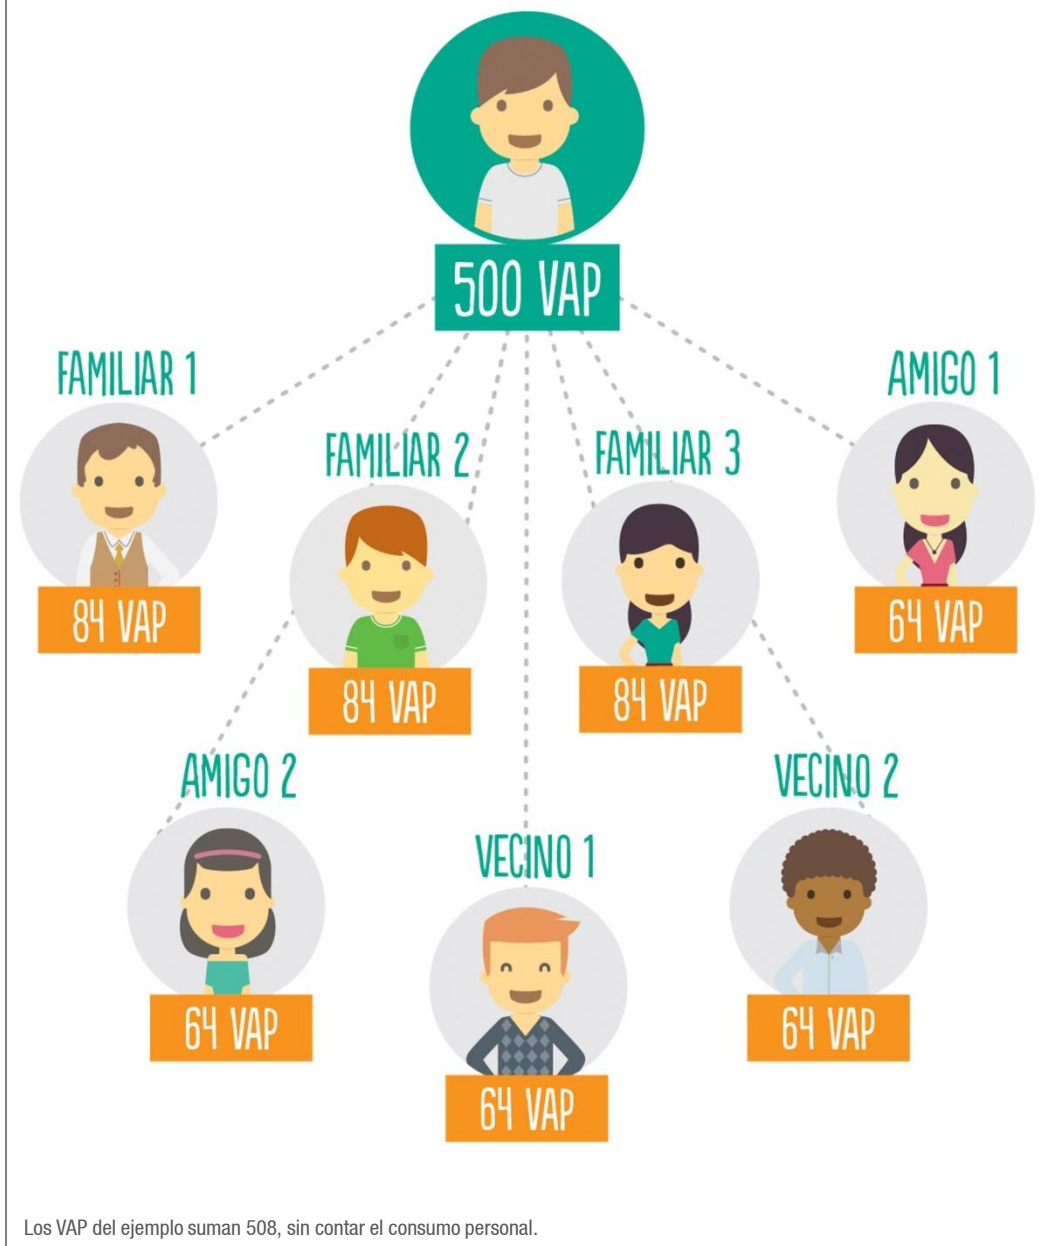 500 VAP
FAMILIAR 1
84 VAP
FAMILIAR 2
84 VAP
FAMILIAR 3
84 VAP
AMIGO 1
64 VAP
AMIGO 2
64 VAP
VECINO 1
64 VAP
VECINO 2
64 VAP
Los VAP del ejemplo suman 508, sin contar el consumo personal.